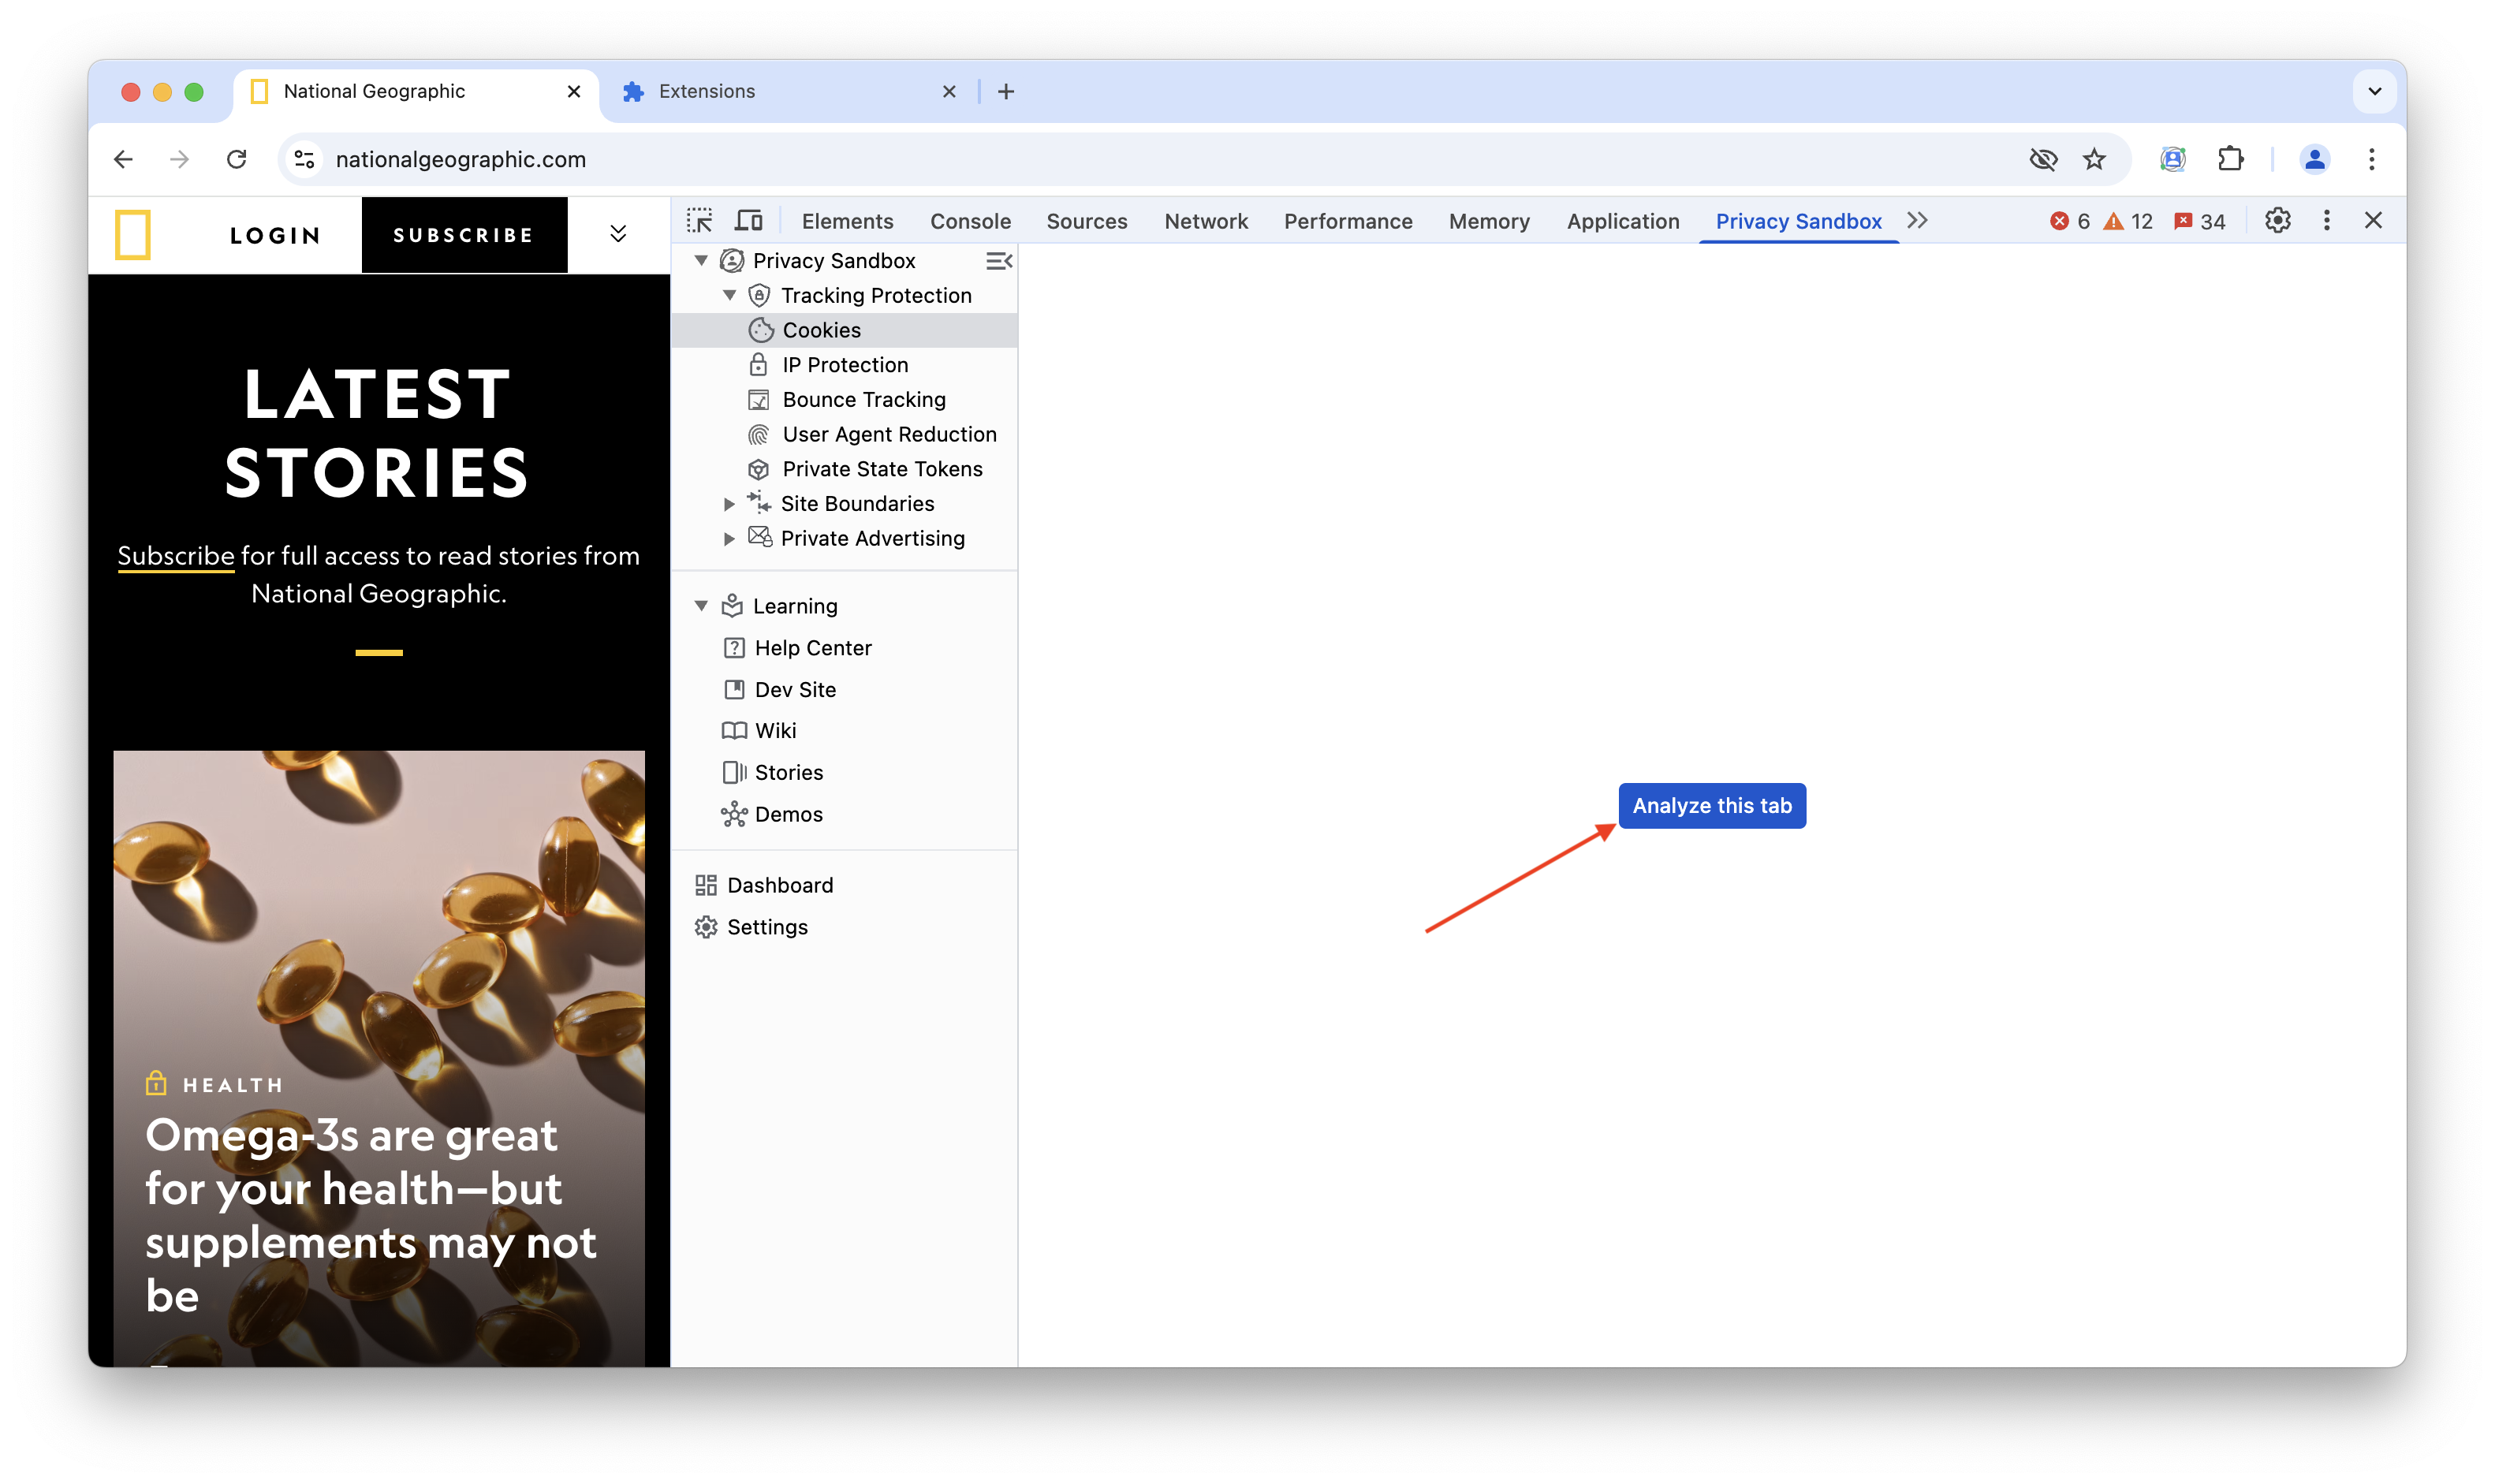 National Geographic
Extensions
nationalgeographic.com
LOGIN
SUBSCRIBE
LATEST
STORIES
Subscribe for full access to read stories from
National Geographic.
HEALTH
Omega-3s are great
for your health—but
supplements may not
be
Elements Console Sources Network Performance Memory Application Privacy Sandbox
6 12 34
Privacy Sandbox
Tracking Protection
Cookies
IP Protection
Bounce Tracking
User Agent Reduction
Private State Tokens
Site Boundaries
Private Advertising
Learning
Help Center
Dev Site
Wiki
Stories
Demos
Dashboard
Settings
Analyze this tab